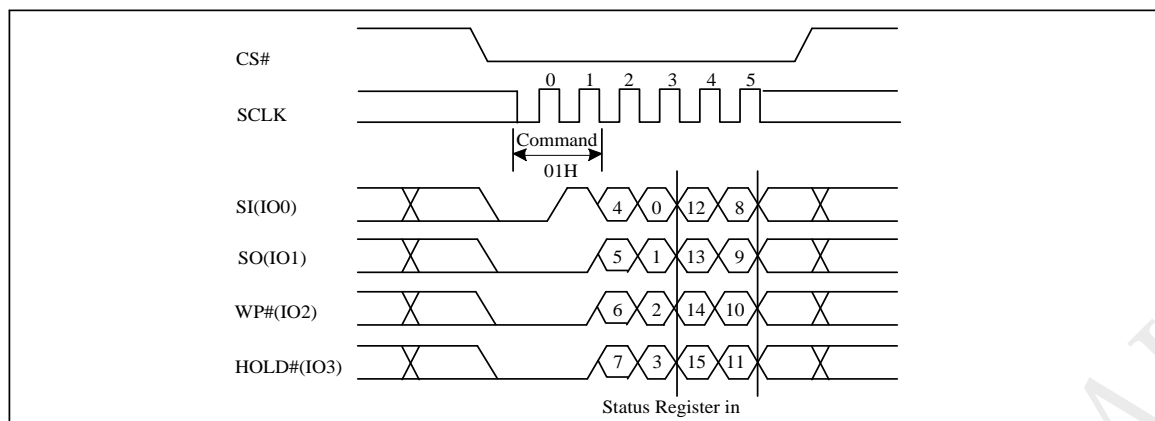 CS#
0 1 2 3 4 5
SCLK
Command
01H
SI(IO0) 4 0 12 8
SO(IO1) 5 1 13 9
WP#(IO2) 6 2 14 10
HOLD#(IO3) 7 3 15 11
Status Register in